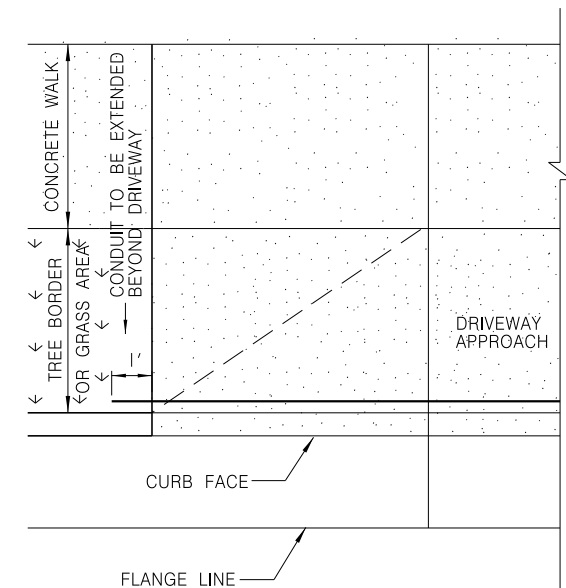 CONCRETE WALK
TREE BORDER
OR GRASS AREA
CONDUIT TO BE EXTENDED
BEYOND DRIVEWAY
1'
DRIVEWAY
APPROACH
CURB FACE
FLANGE LINE